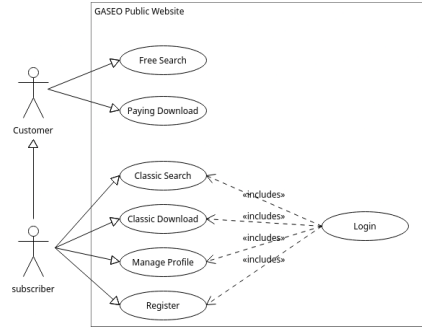 GASEO Public Website
Free Search
Paying Download
Customer
Classic Search
«includes»
Classic Download
«includes»
Login
«includes»
Manage Profile
«includes»
subscriber
Register